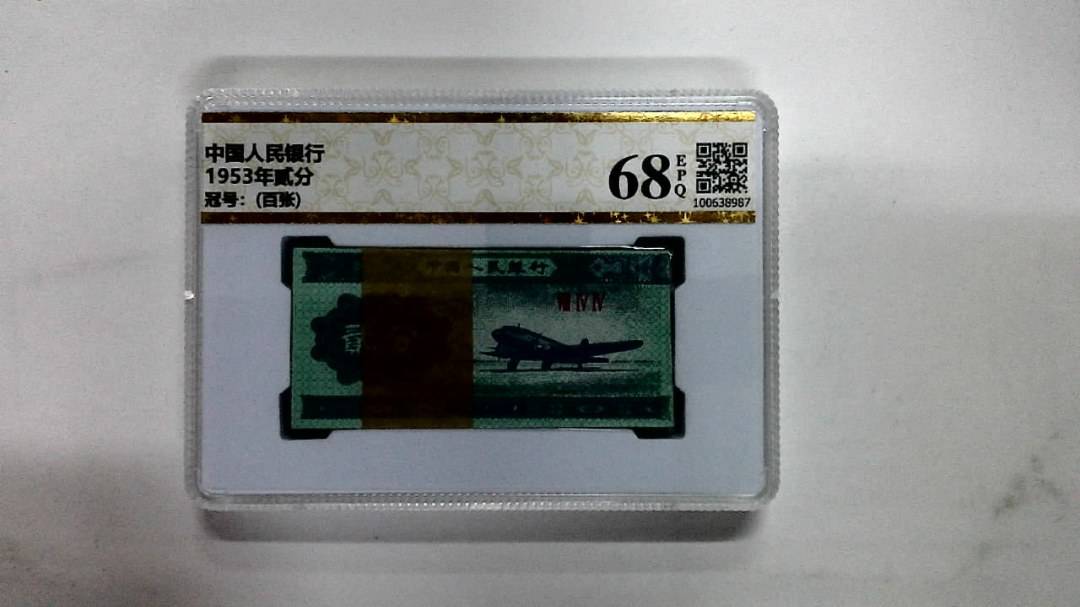 中国人民银行
1953年贰分
冠号：(百张)
68
EPQ
100638987
中国人民银行
VIII IV IV